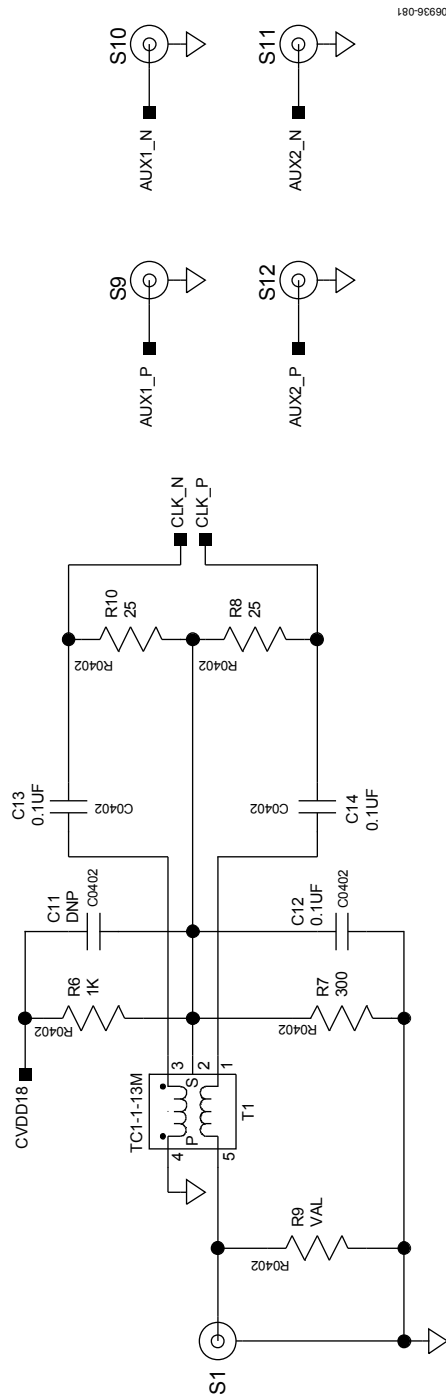 06936-081
S10
AUX1_N
S11
AUX2_N
S9
AUX1_P
S12
AUX2_P
CLK_N
CLK_P
R10
25
R0402
R8
25
R0402
C13
0.1UF
C0402
C14
0.1UF
C0402
C11
DNP
C0402
C12
0.1UF
C0402
CVDD18
R6
1K
R0402
R7
300
R0402
TC1-1-13M
3
S
2
1
4
P
5
T1
R9
VAL
R0402
S1